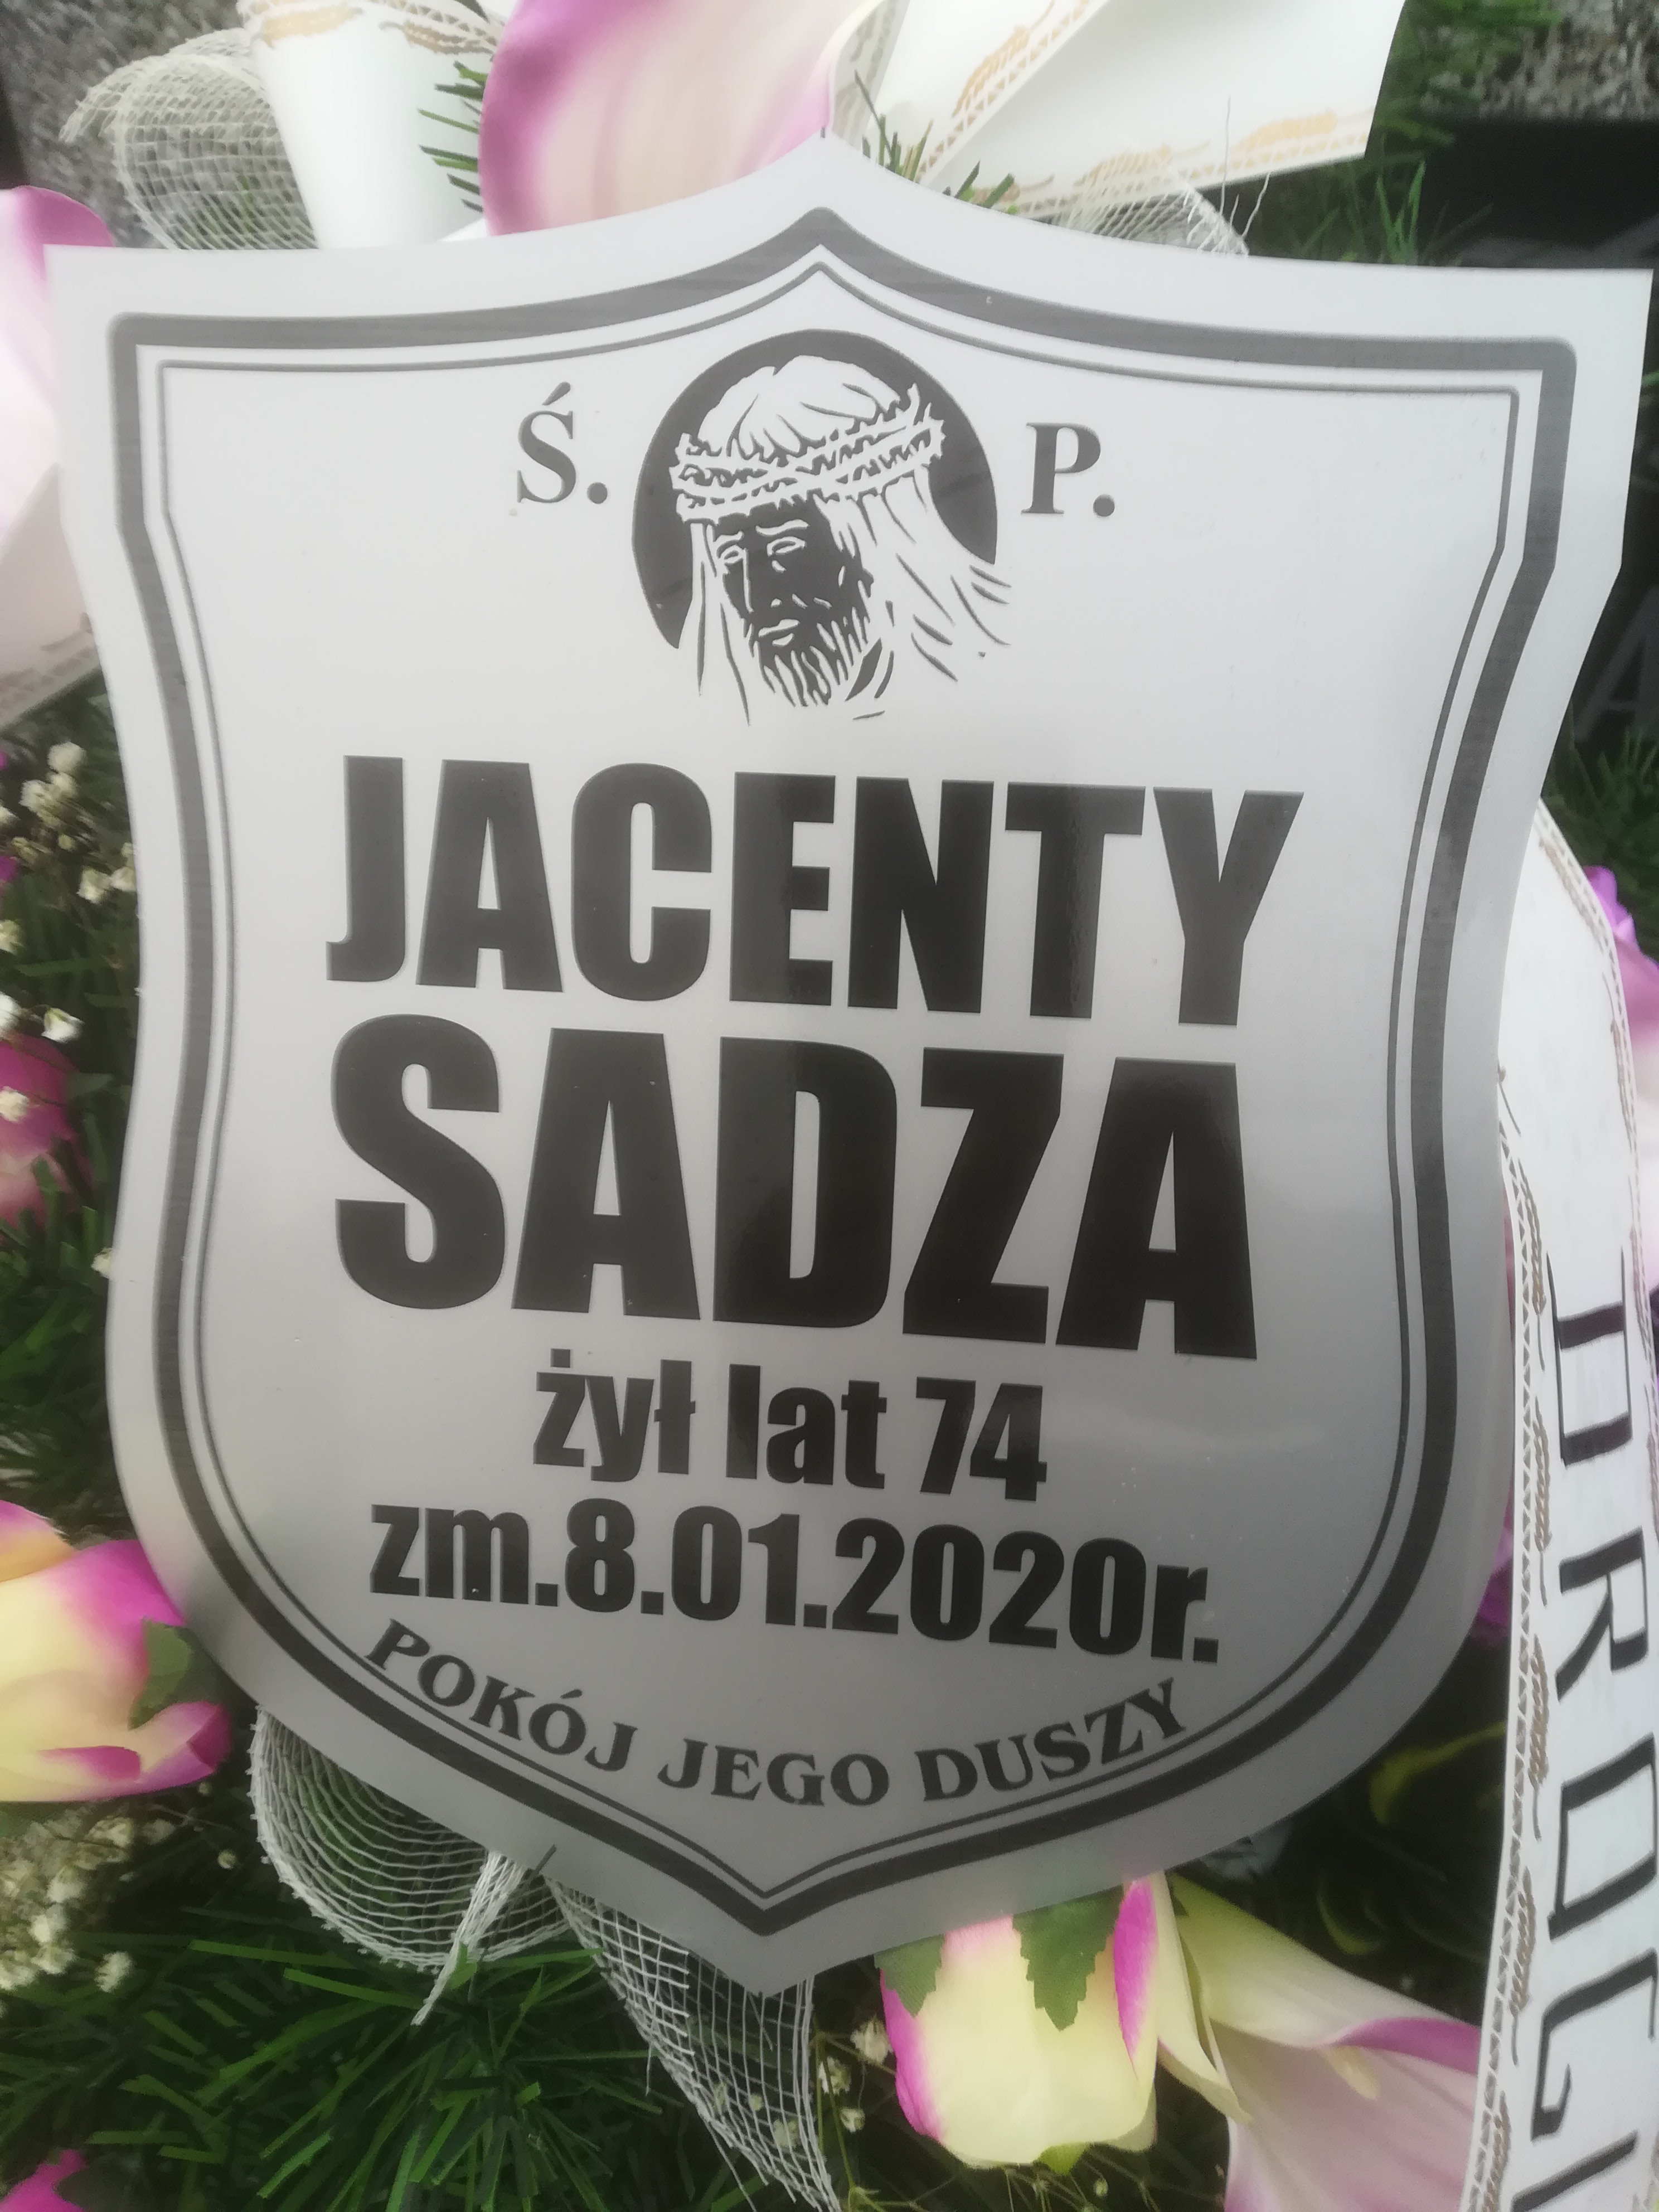 Ś. P.
JACENTY
SADZA
żył lat 74
zm.8.01.2020r.
POKÓJ JEGO DUSZY